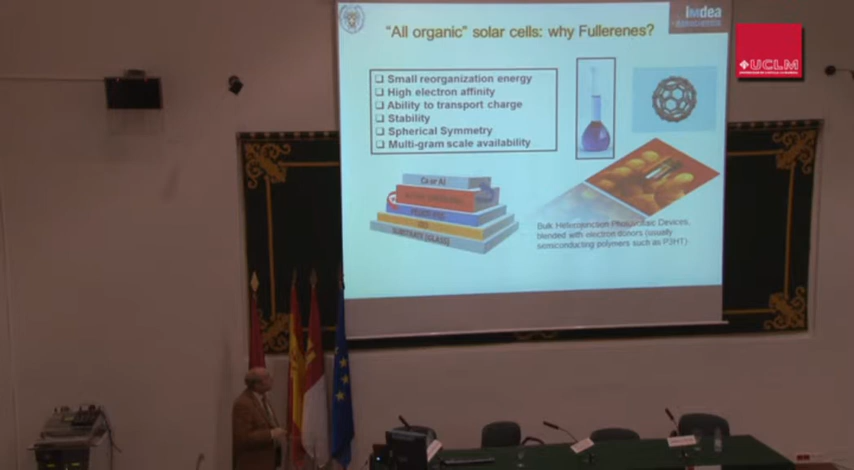 "All organic" solar cells: why Fullerenes?
imdea
UCLM
Small reorganization energy
High electron affinity
Ability to transport charge
Stability
Spherical Symmetry
Multi-gram scale availability
Ca or Al
SUBSTRATE (GLASS)
Bulk Heterojunction Photovoltaic Devices,
blended with electron donors (usually
semiconducting polymers such as P3HT)